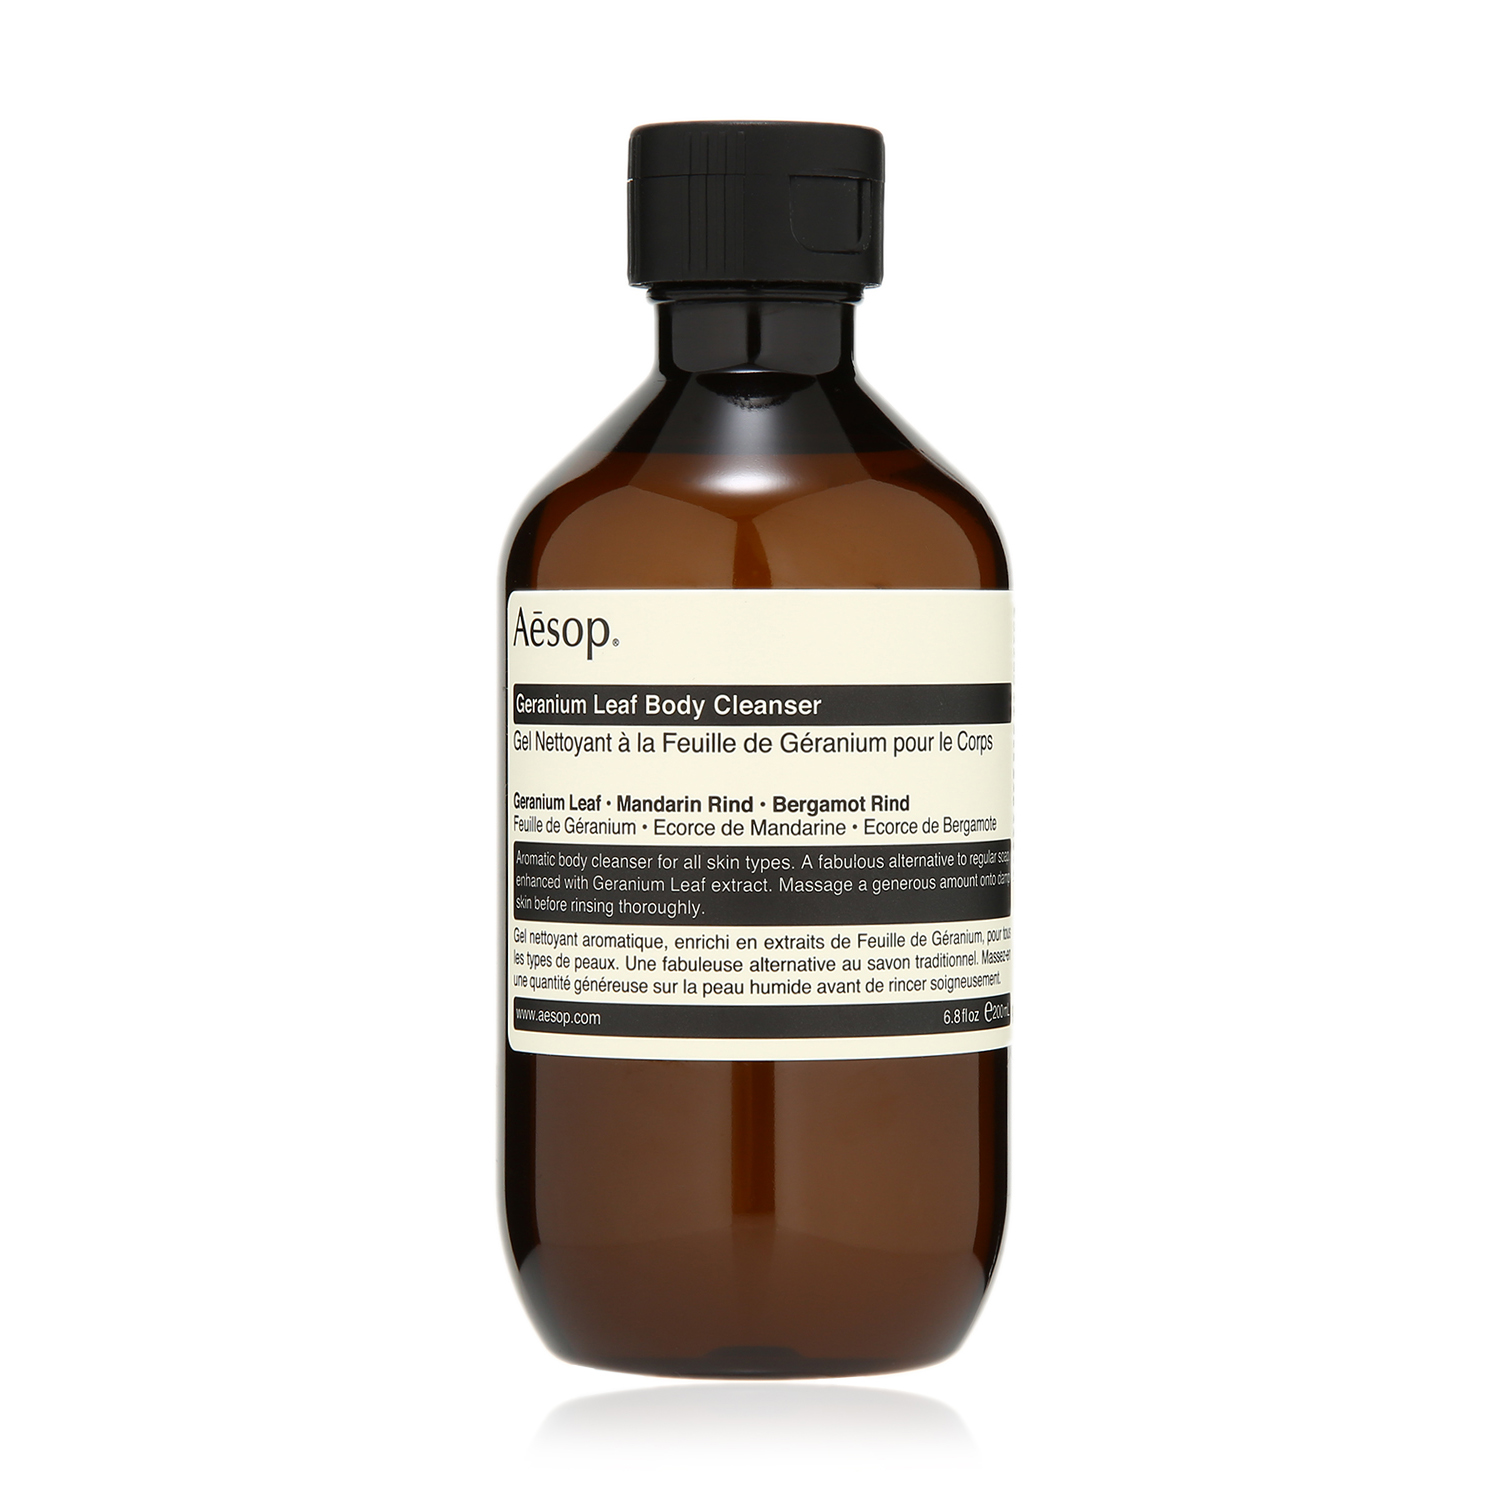 Aēsop®
Geranium Leaf Body Cleanser
Gel Nettoyant à la Feuille de Géranium pour le Corps
Geranium Leaf • Mandarin Rind • Bergamot Rind
Feuille de Géranium • Ecorce de Mandarine • Ecorce de Bergamote
Aromatic body cleanser for all skin types. A fabulous alternative to regular soap,
enhanced with Geranium Leaf extract. Massage a generous amount onto damp
skin before rinsing thoroughly.
Gel nettoyant aromatique, enrichi en extraits de Feuille de Géranium, pour tous
les types de peaux. Une fabuleuse alternative au savon traditionnel. Massez-en
une quantité généreuse sur la peau humide avant de rincer soigneusement.
www.aesop.com 6.8 fl oz ℮200 mL